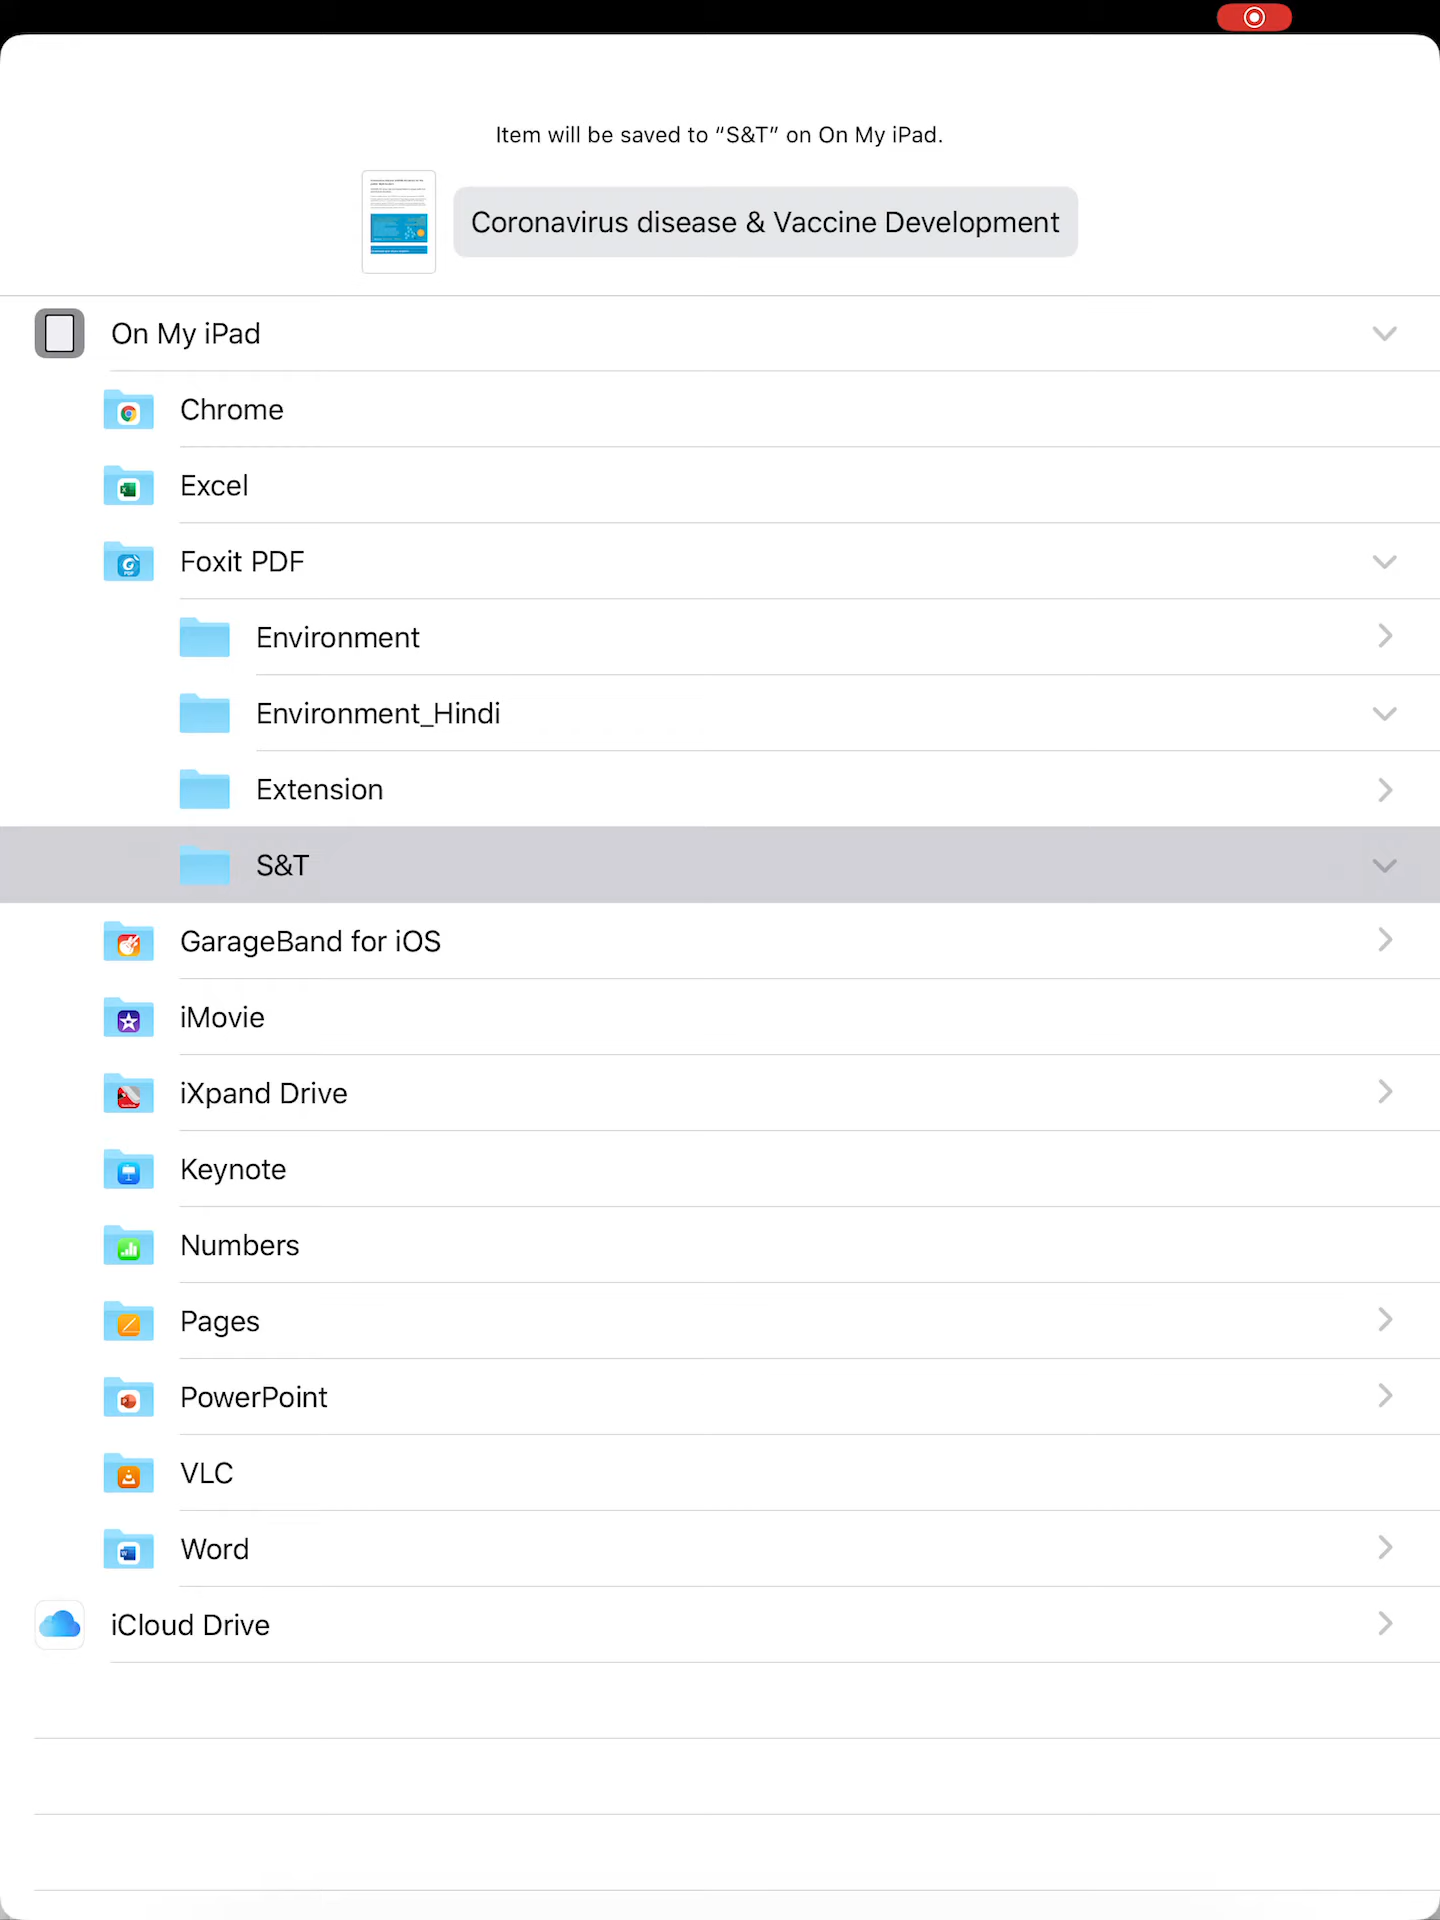 Item will be saved to “S&T” on On My iPad.
Coronavirus disease & Vaccine Development
On My iPad
Chrome
Excel
Foxit PDF
Environment
Environment_Hindi
Extension
S&T
GarageBand for iOS
iMovie
iXpand Drive
Keynote
Numbers
Pages
PowerPoint
VLC
Word
iCloud Drive